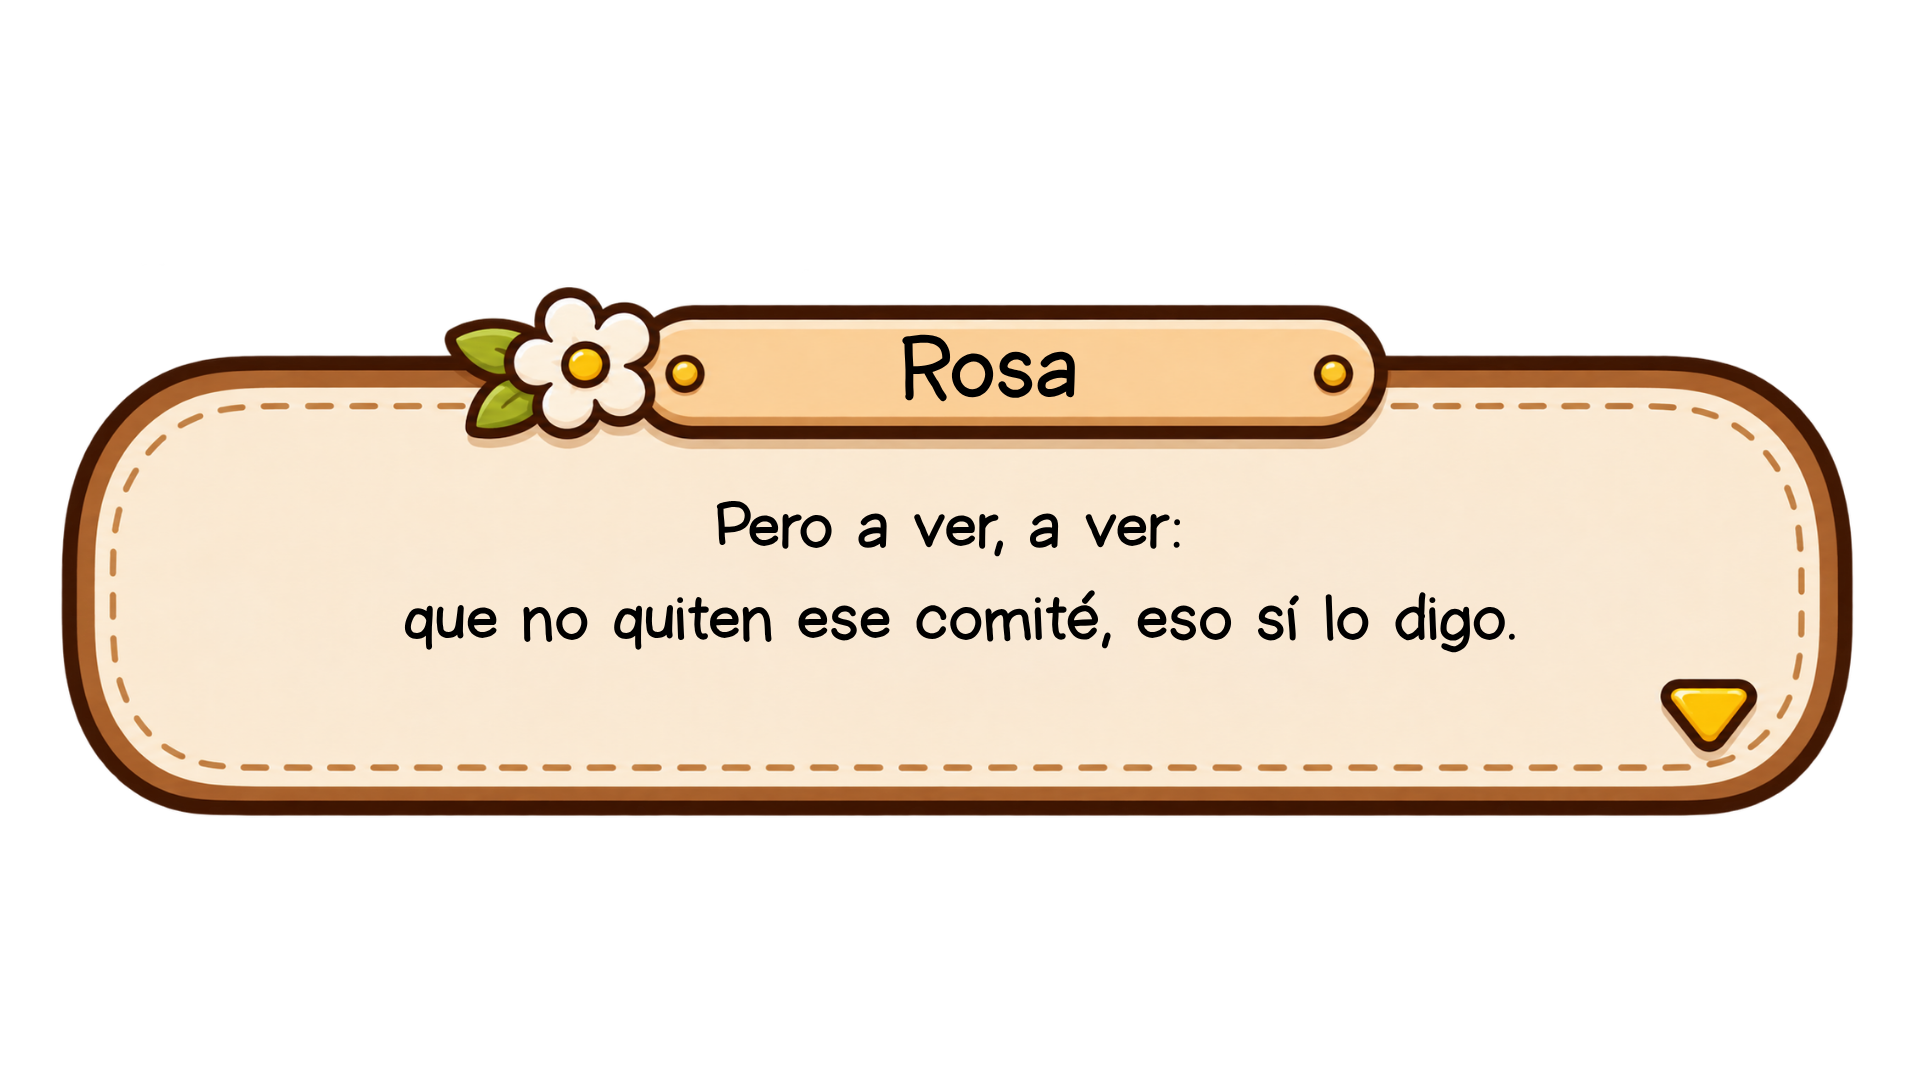 Rosa
Pero a ver, a ver:
que no quiten ese comité, eso sí lo digo.